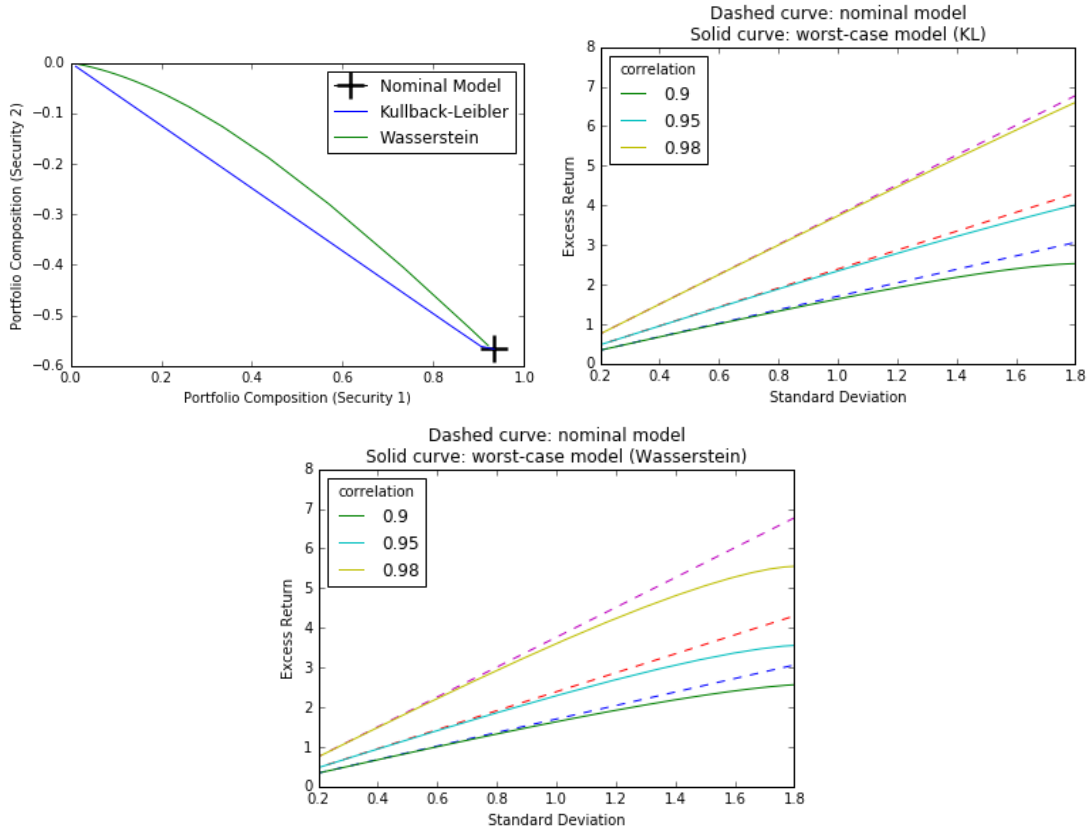 0.0
−0.1
−0.2
−0.3
−0.4
−0.5
−0.6
Portfolio Composition (Security 2)
Nominal Model
Kullback-Leibler
Wasserstein
0.0 0.2 0.4 0.6 0.8 1.0
Portfolio Composition (Security 1)
Dashed curve: nominal model
Solid curve: worst-case model (KL)
8
7
6
5
4
3
2
1
0
Excess Return
correlation
0.9
0.95
0.98
0.2 0.4 0.6 0.8 1.0 1.2 1.4 1.6 1.8
Standard Deviation
Dashed curve: nominal model
Solid curve: worst-case model (Wasserstein)
8
7
6
5
4
3
2
1
0
Excess Return
correlation
0.9
0.95
0.98
0.2 0.4 0.6 0.8 1.0 1.2 1.4 1.6 1.8
Standard Deviation